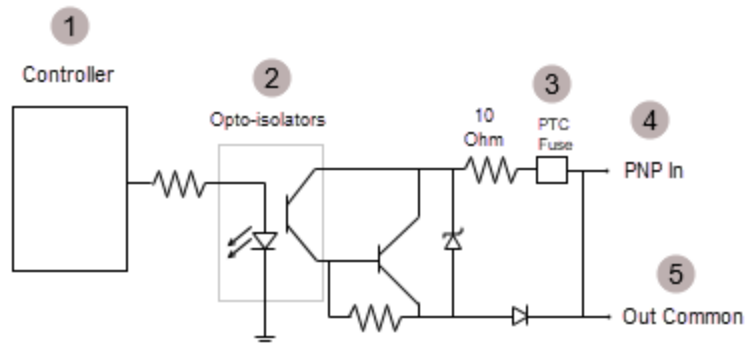 1
Controller
2
Opto-isolators
10
Ohm
3
PTC
Fuse
4
PNP In
5
Out Common